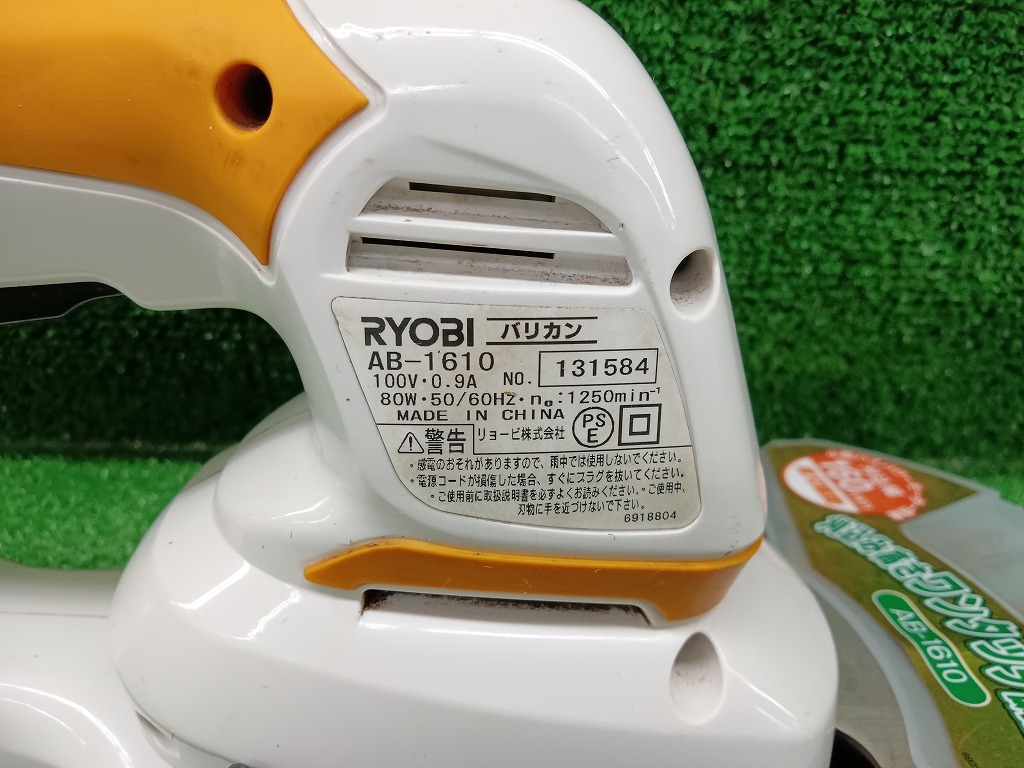 RYOBI バリカン
AB-1610
100V・0.9A NO. 131584
80W・50/60HZ・n₀:1250min⁻¹
MADE IN CHINA
PS
E
警告 リョービ株式会社
・感電のおそれがありますので、雨中では使用しないでください。
・電源コードが損傷した場合、すぐにプラグを抜いてください。
・ご使用前に取扱説明書を必ずよくお読みください。・ご使用中、
刃物に手を近づけないで下さい。
6918804
160
AB-1610